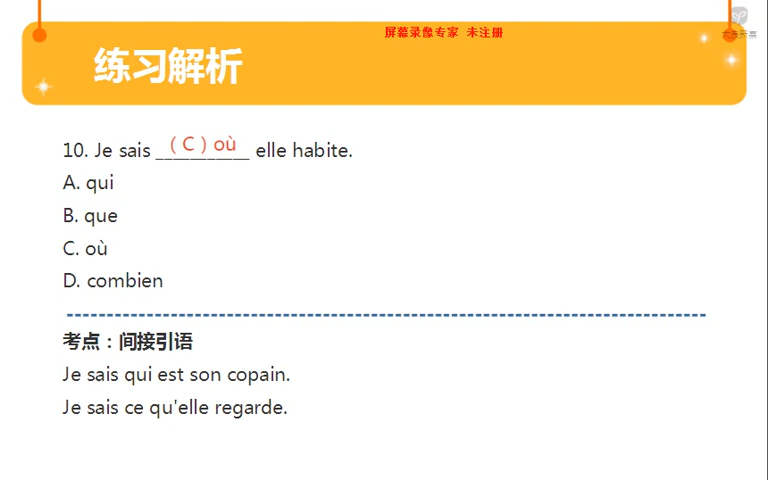 屏幕录像专家 未注册
练习解析
10. Je sais （C）où elle habite.
A. qui
B. que
C. où
D. combien
考点：间接引语
Je sais qui est son copain.
Je sais ce qu'elle regarde.